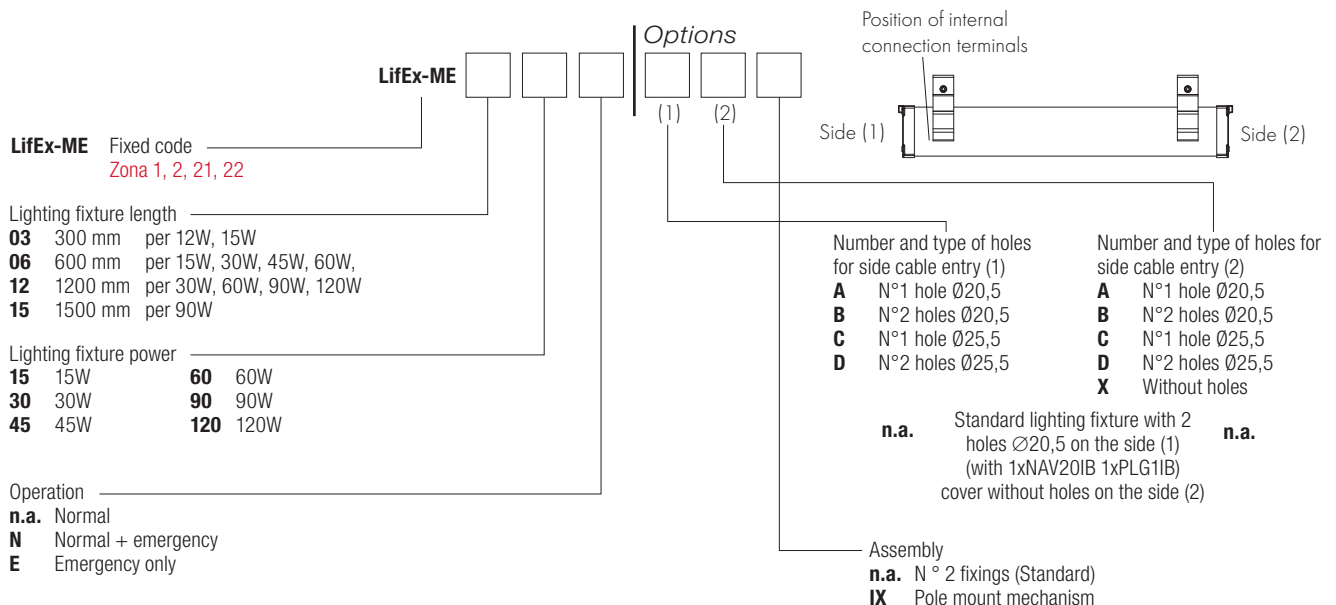 Options
Position of internal
connection terminals
LifEx-ME
(1)
(2)
Side (1)
Side (2)
LifEx-ME Fixed code
Zona 1, 2, 21, 22
Lighting fixture length
03 300 mm per 12W, 15W
06 600 mm per 15W, 30W, 45W, 60W,
12 1200 mm per 30W, 60W, 90W, 120W
15 1500 mm per 90W
Lighting fixture power
15 15W 60 60W
30 30W 90 90W
45 45W 120 120W
Operation
n.a. Normal
N Normal + emergency
E Emergency only
Number and type of holes
for side cable entry (1)
A N°1 hole Ø20,5
B N°2 holes Ø20,5
C N°1 hole Ø25,5
D N°2 holes Ø25,5
Number and type of holes for
side cable entry (2)
A N°1 hole Ø20,5
B N°2 holes Ø20,5
C N°1 hole Ø25,5
D N°2 holes Ø25,5
X Without holes
n.a. Standard lighting fixture with 2 n.a.
holes ∅20,5 on the side (1)
(with 1xNAV20IB 1xPLG1IB)
cover without holes on the side (2)
Assembly
n.a. N ° 2 fixings (Standard)
IX Pole mount mechanism